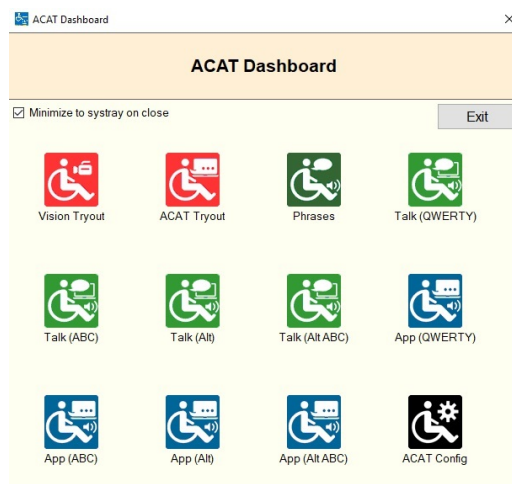 ACAT Dashboard
ACAT Dashboard
Minimize to systray on close
Exit
Vision Tryout
ACAT Tryout
Phrases
Talk (QWERTY)
Talk (ABC)
Talk (Alt)
Talk (Alt ABC)
App (QWERTY)
App (ABC)
App (Alt)
App (Alt ABC)
ACAT Config